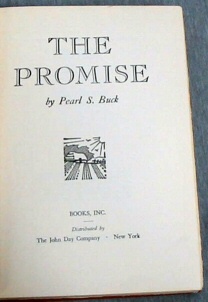 THE
PROMISE
by Pearl S. Buck
BOOKS, INC.
Distributed by
The John Day Company · New York